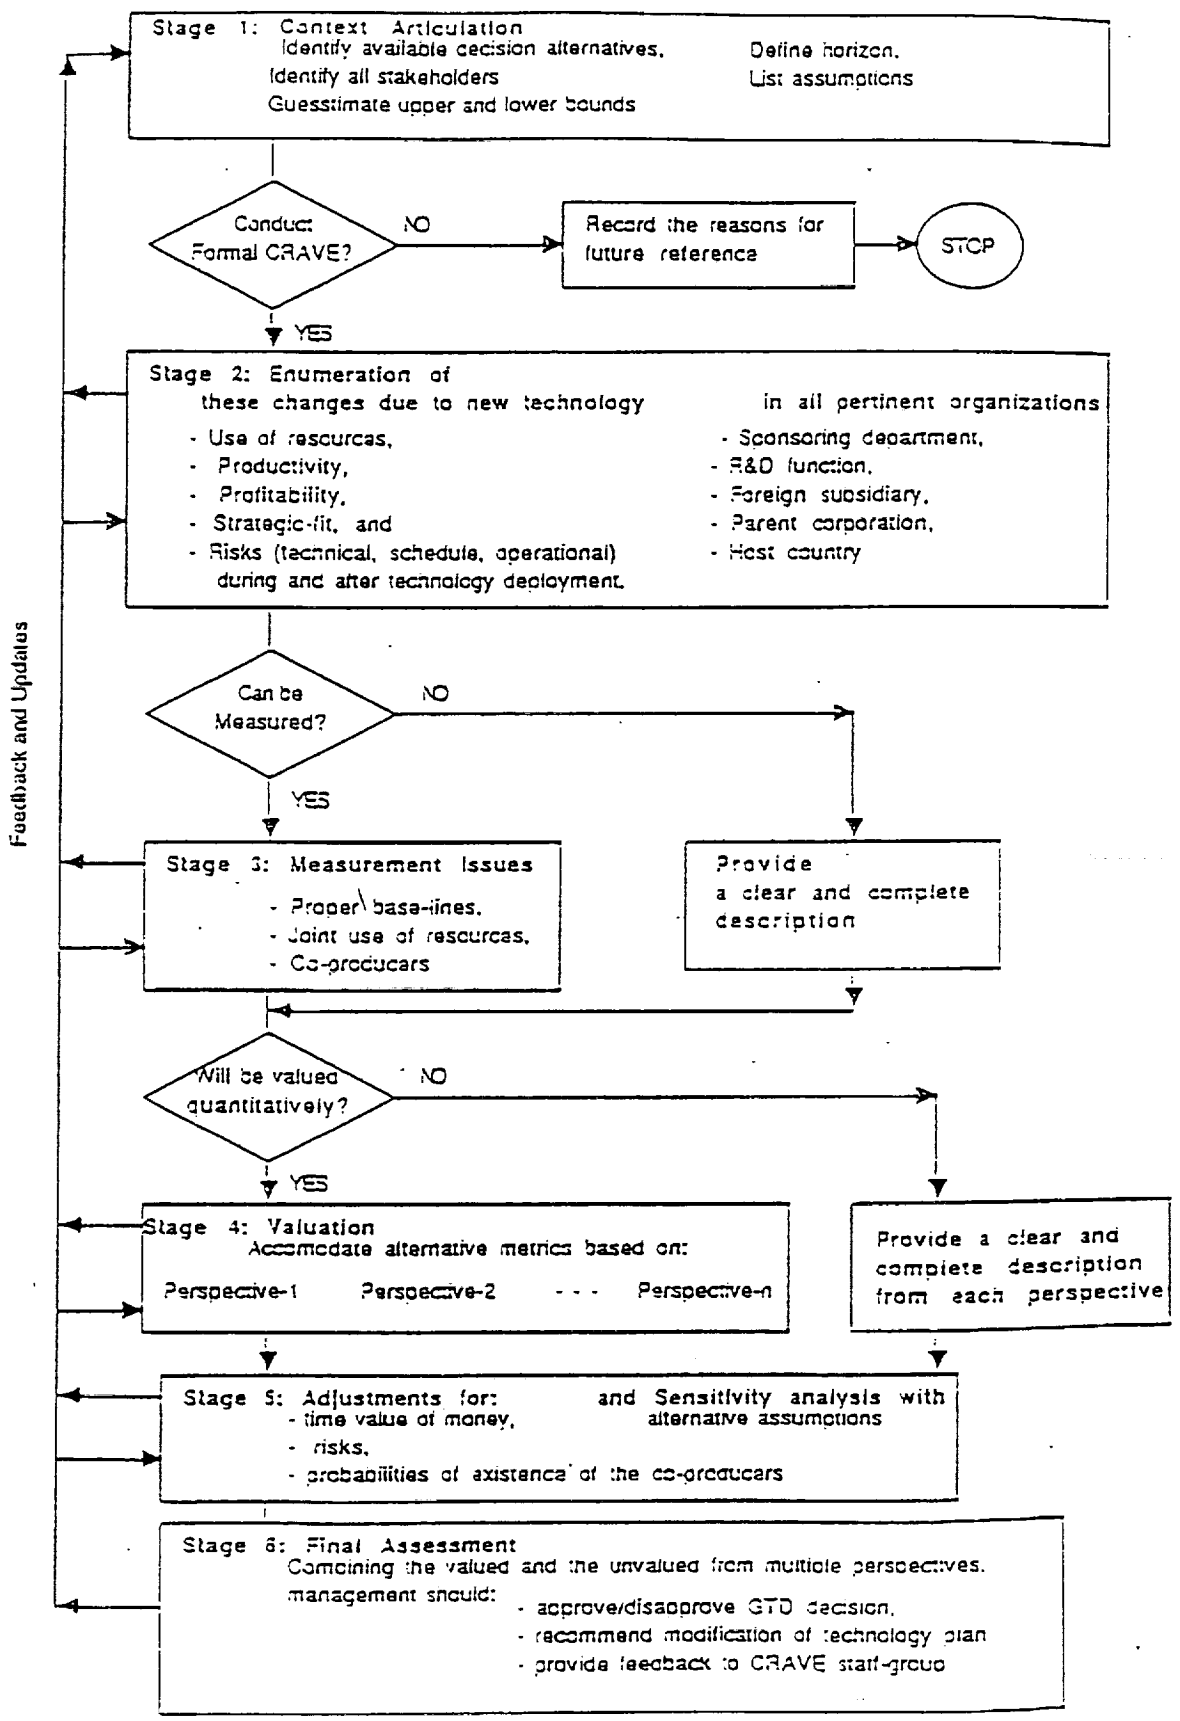 Stage 1: Context Articulation
Identify available decision alternatives, Define horizon,
Identify all stakeholders List assumptions
Guesstimate upper and lower bounds
Conduct
Formal CRAVE?
NO
Record the reasons for
future reference
STOP
YES
Stage 2: Enumeration of
these changes due to new technology in all pertinent organizations
- Use of resources, - Sponsoring department,
- Productivity, - R&D function,
- Profitability, - Foreign subsidiary,
- Strategic-fit, and - Parent corporation,
- Risks (technical, schedule, operational) - Host country
during and after technology deployment.
Feedback and Updates
Can be
Measured?
NO
YES
Stage 3: Measurement Issues
- Proper base-lines,
- Joint use of resources,
- Co-producers
Provide
a clear and complete
description
Will be valued
quantitatively?
NO
YES
Stage 4: Valuation
Accomodate alternative metrics based on:
Perspective-1 Perspective-2 - - - Perspective-n
Provide a clear and
complete description
from each perspective
Stage 5: Adjustments for: and Sensitivity analysis with
- time value of money, alternative assumptions
- risks,
- probabilities of existence of the co-producers
Stage 6: Final Assessment
Combining the valued and the unvalued from multiple perspectives.
management should:
- approve/disapprove GTD decision,
- recommend modification of technology plan
- provide feedback to CRAVE staff-group